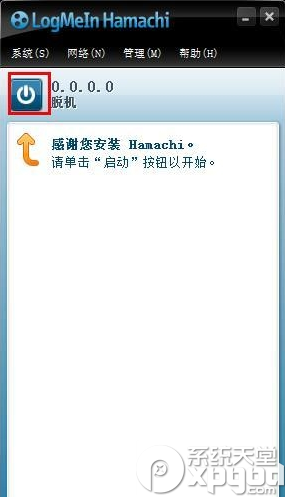 LogMeIn Hamachi
系统(S) 网络(N) 管理(M) 帮助(H)
0.0.0.0
脱机
感谢您安装 Hamachi。
请单击“启动”按钮以开始。
系统天堂
xpgod.com